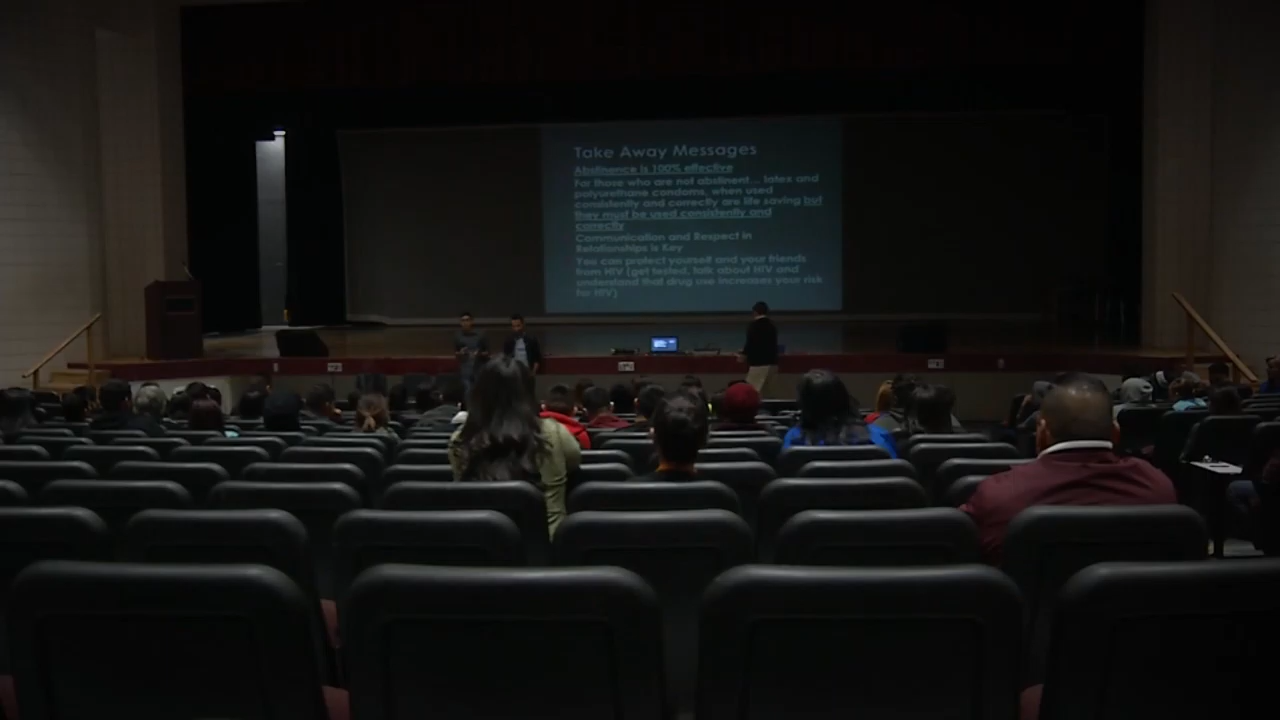 Take Away Messages
Abstinence is 100% effective
For those who are not abstinent... latex and
polyurethane condoms, when used
consistently and correctly are life saving but
they must be used consistently and
correctly
Communication and Respect in
Relationships is Key
You can protect yourself and your friends
from HIV (get tested, talk about HIV and
understand that drug use increases your risk
for HIV)